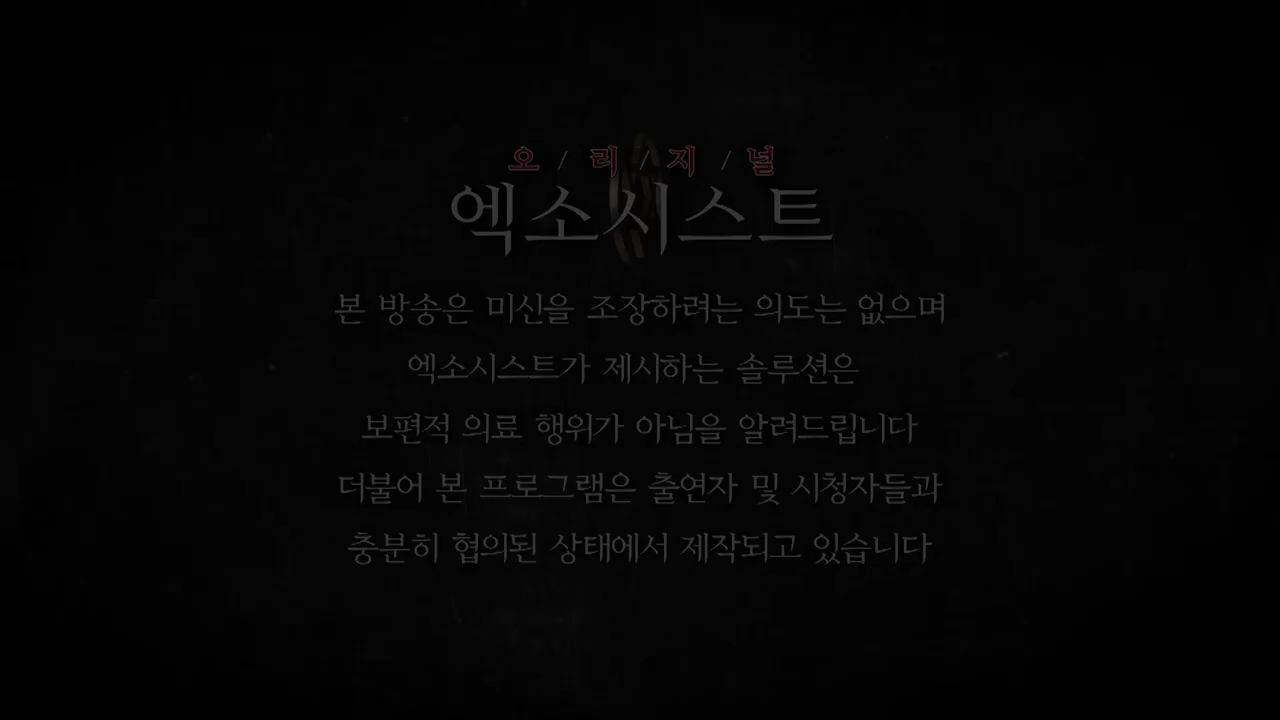 오/리/지/널
엑소시스트
본 방송은 미신을 조장하려는 의도는 없으며
엑소시스트가 제시하는 솔루션은
보편적 의료 행위가 아님을 알려드립니다
더불어 본 프로그램은 출연자 및 시청자들과
충분히 협의된 상태에서 제작되고 있습니다